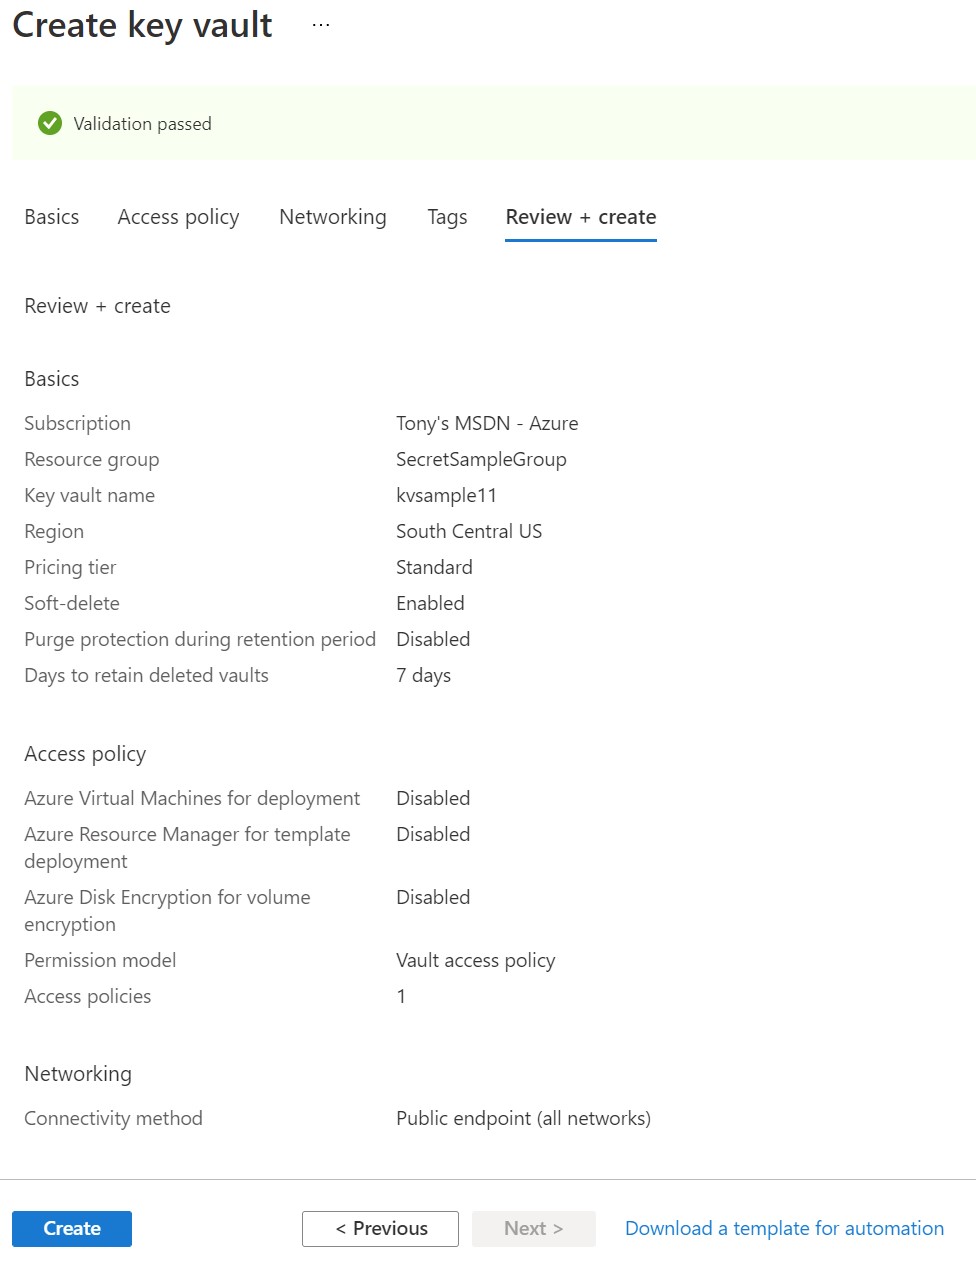 Create key vault ...
Validation passed
Basics Access policy Networking Tags Review + create
Review + create
Basics
Subscription Tony's MSDN - Azure
Resource group SecretSampleGroup
Key vault name kvsample11
Region South Central US
Pricing tier Standard
Soft-delete Enabled
Purge protection during retention period Disabled
Days to retain deleted vaults 7 days
Access policy
Azure Virtual Machines for deployment Disabled
Azure Resource Manager for template Disabled
deployment
Azure Disk Encryption for volume Disabled
encryption
Permission model Vault access policy
Access policies 1
Networking
Connectivity method Public endpoint (all networks)
Create < Previous Next > Download a template for automation